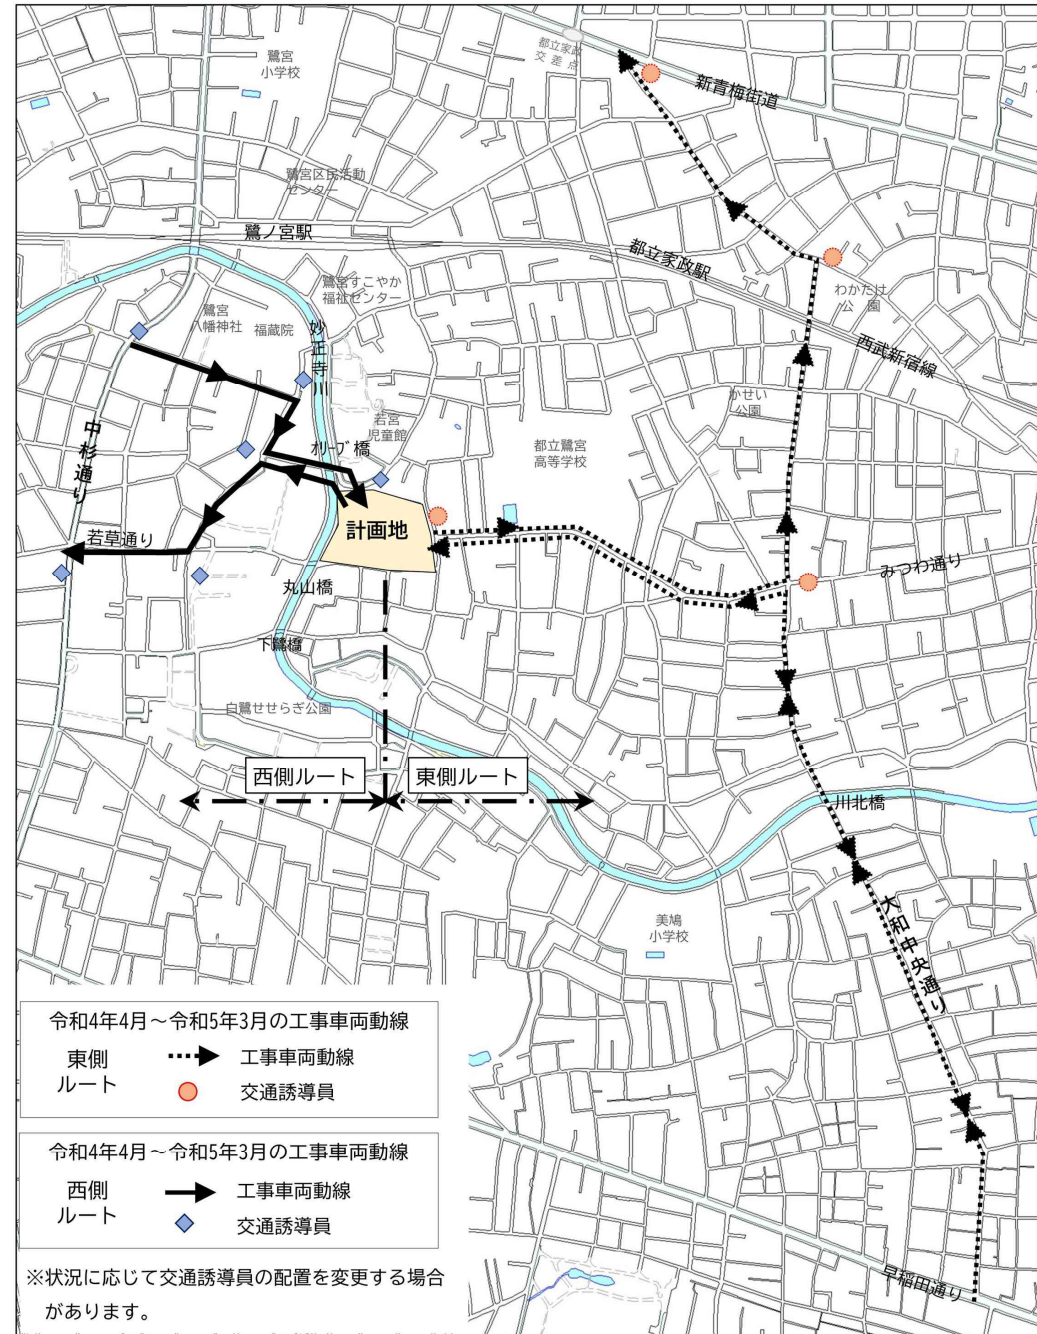 都立家政
交差点
鷺宮
小学校
新青梅街道
鷺宮区民活動
センター
鷺ノ宮駅
都立家政駅
鷺宮すこやか
福祉センター
わかたけ
公園
鷺宮
八幡神社
福蔵院
妙正寺川
西武新宿線
かせい
公園
若宮
児童館
中杉通り
オリーブ橋
都立鷺宮
高等学校
計画地
若草通り
みつわ通り
丸山橋
下鷺橋
白鷺せせらぎ公園
西側ルート
東側ルート
川北橋
美鳩
小学校
大和中央通り
令和4年4月～令和5年3月の工事車両動線
東側
ルート
工事車両動線
交通誘導員
令和4年4月～令和5年3月の工事車両動線
西側
ルート
工事車両動線
交通誘導員
早稲田通り
※状況に応じて交通誘導員の配置を変更する場合
があります。